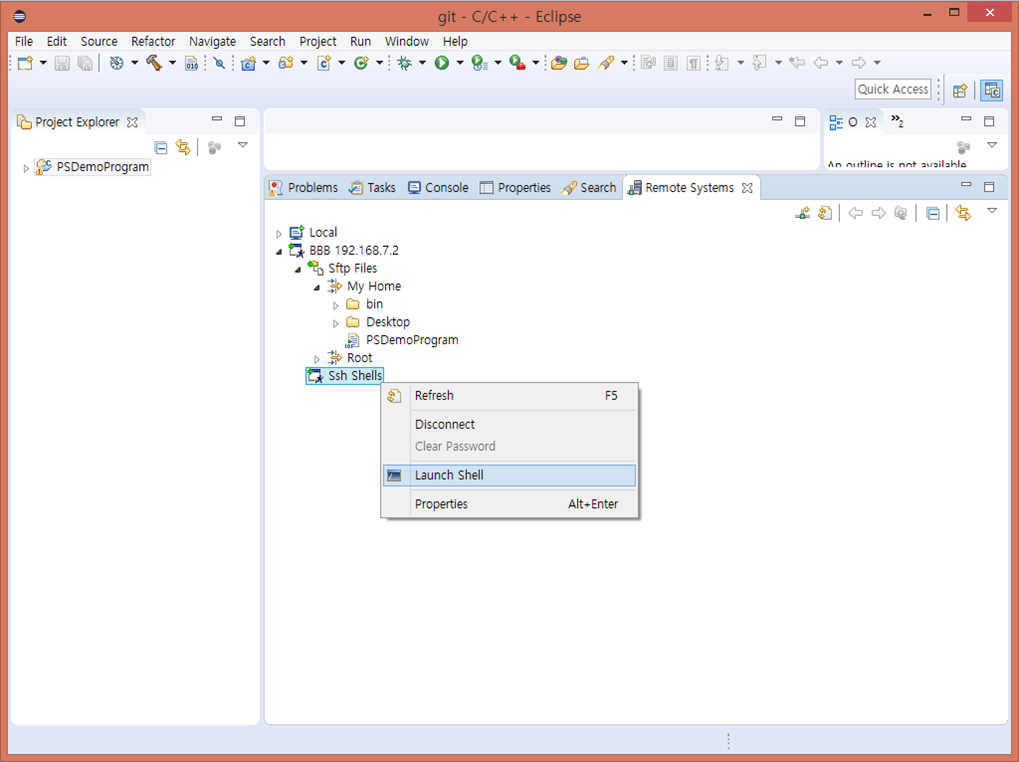 git - C/C++ - Eclipse
File Edit Source Refactor Navigate Search Project Run Window Help
010
Quick Access
Project Explorer
O
2
PSDemoProgram
An outline is not available.
Problems Tasks Console Properties Search Remote Systems
Local
BBB 192.168.7.2
Sftp Files
My Home
bin
Desktop
PSDemoProgram
Root
Ssh Shells
Refresh F5
Disconnect
Clear Password
Launch Shell
Properties Alt+Enter